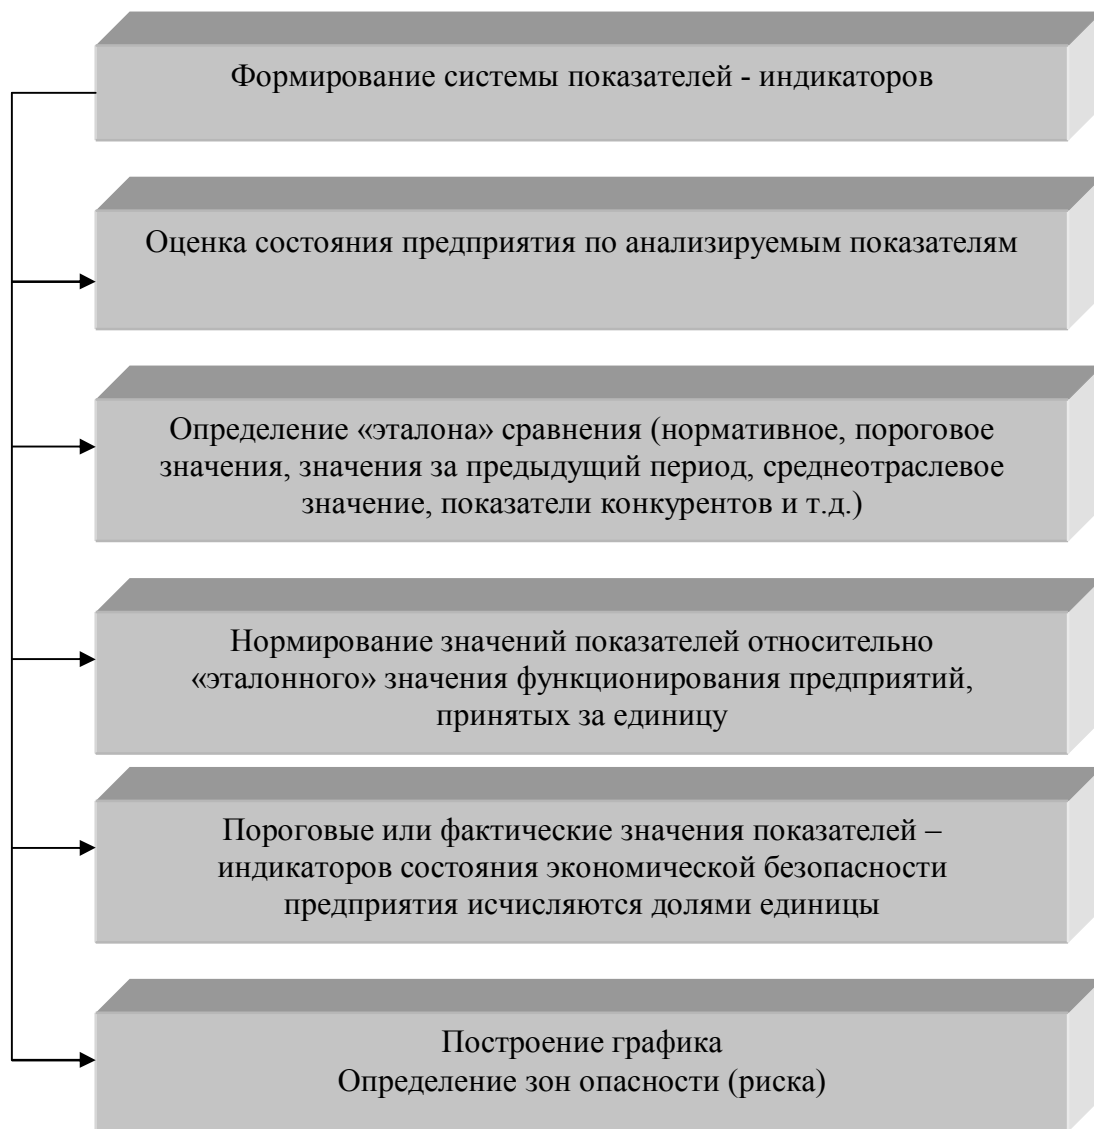 Формирование системы показателей - индикаторов
Оценка состояния предприятия по анализируемым показателям
Определение «эталона» сравнения (нормативное, пороговое
значения, значения за предыдущий период, среднеотраслевое
значение, показатели конкурентов и т.д.)
Нормирование значений показателей относительно
«эталонного» значения функционирования предприятий,
принятых за единицу
Пороговые или фактические значения показателей –
индикаторов состояния экономической безопасности
предприятия исчисляются долями единицы
Построение графика
Определение зон опасности (риска)